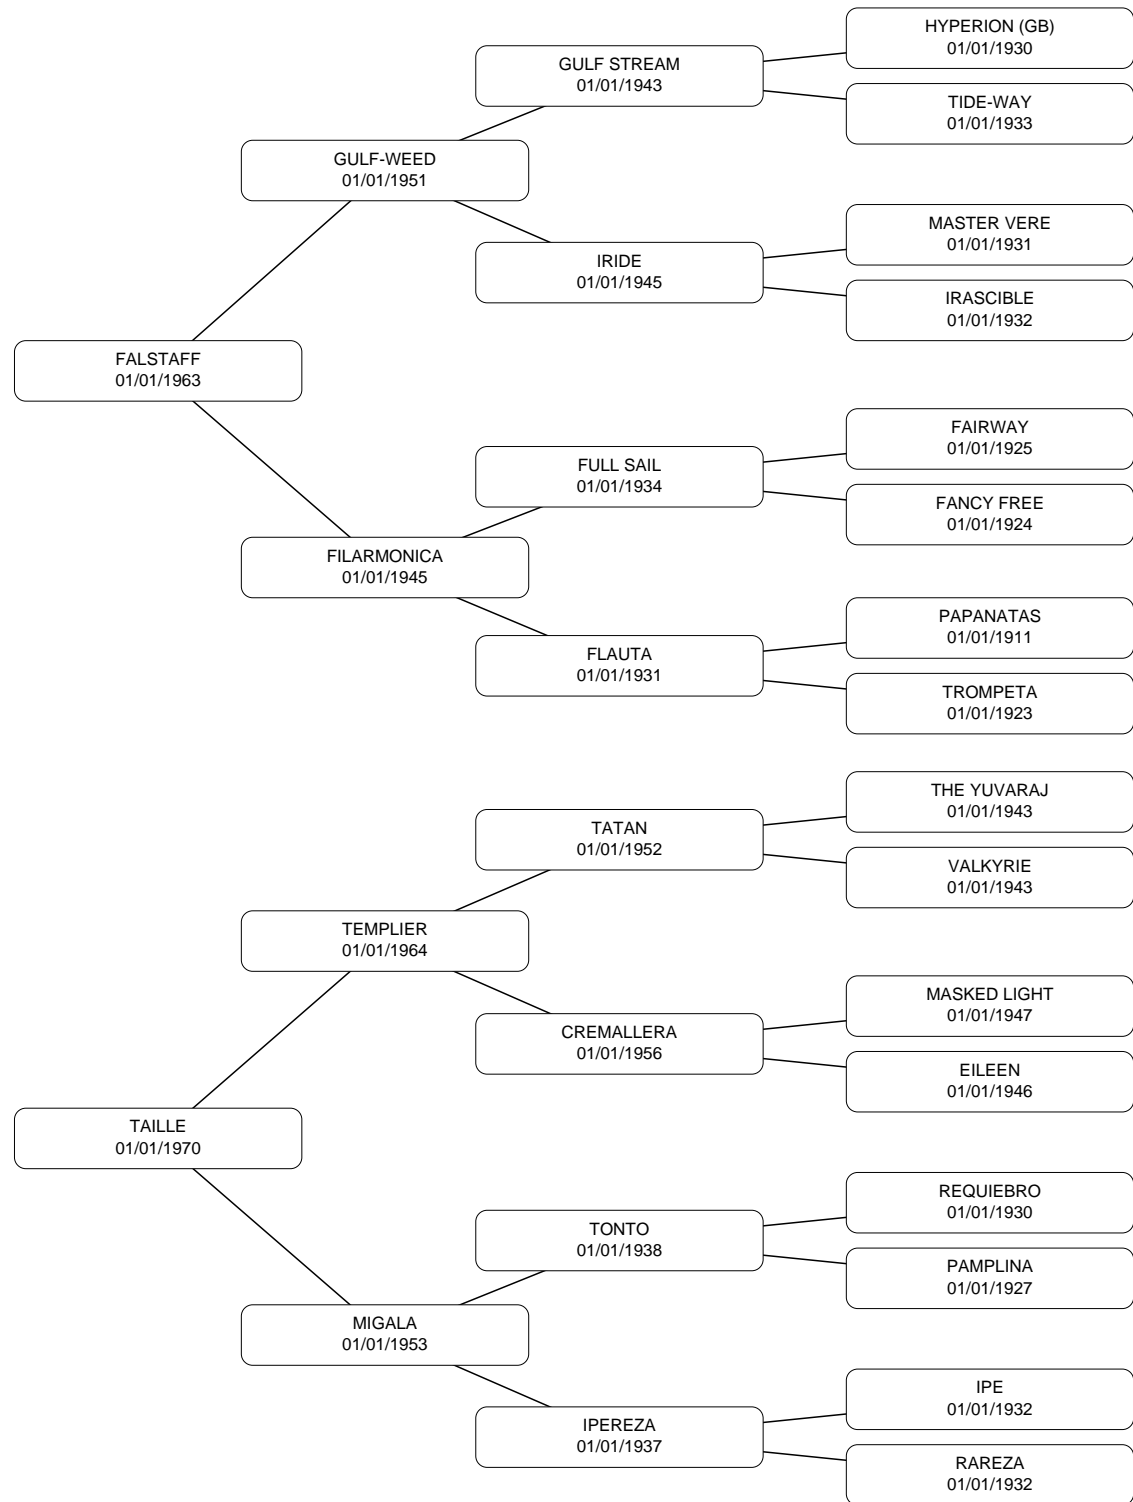 HYPERION (GB)
01/01/1930
GULF STREAM
01/01/1943
TIDE-WAY
01/01/1933
GULF-WEED
01/01/1951
MASTER VERE
01/01/1931
IRIDE
01/01/1945
IRASCIBLE
01/01/1932
FALSTAFF
01/01/1963
FAIRWAY
01/01/1925
FULL SAIL
01/01/1934
FANCY FREE
01/01/1924
FILARMONICA
01/01/1945
PAPANATAS
01/01/1911
FLAUTA
01/01/1931
TROMPETA
01/01/1923
THE YUVARAJ
01/01/1943
TATAN
01/01/1952
VALKYRIE
01/01/1943
TEMPLIER
01/01/1964
MASKED LIGHT
01/01/1947
CREMALLERA
01/01/1956
EILEEN
01/01/1946
TAILLE
01/01/1970
REQUIEBRO
01/01/1930
TONTO
01/01/1938
PAMPLINA
01/01/1927
MIGALA
01/01/1953
IPE
01/01/1932
IPEREZA
01/01/1937
RAREZA
01/01/1932